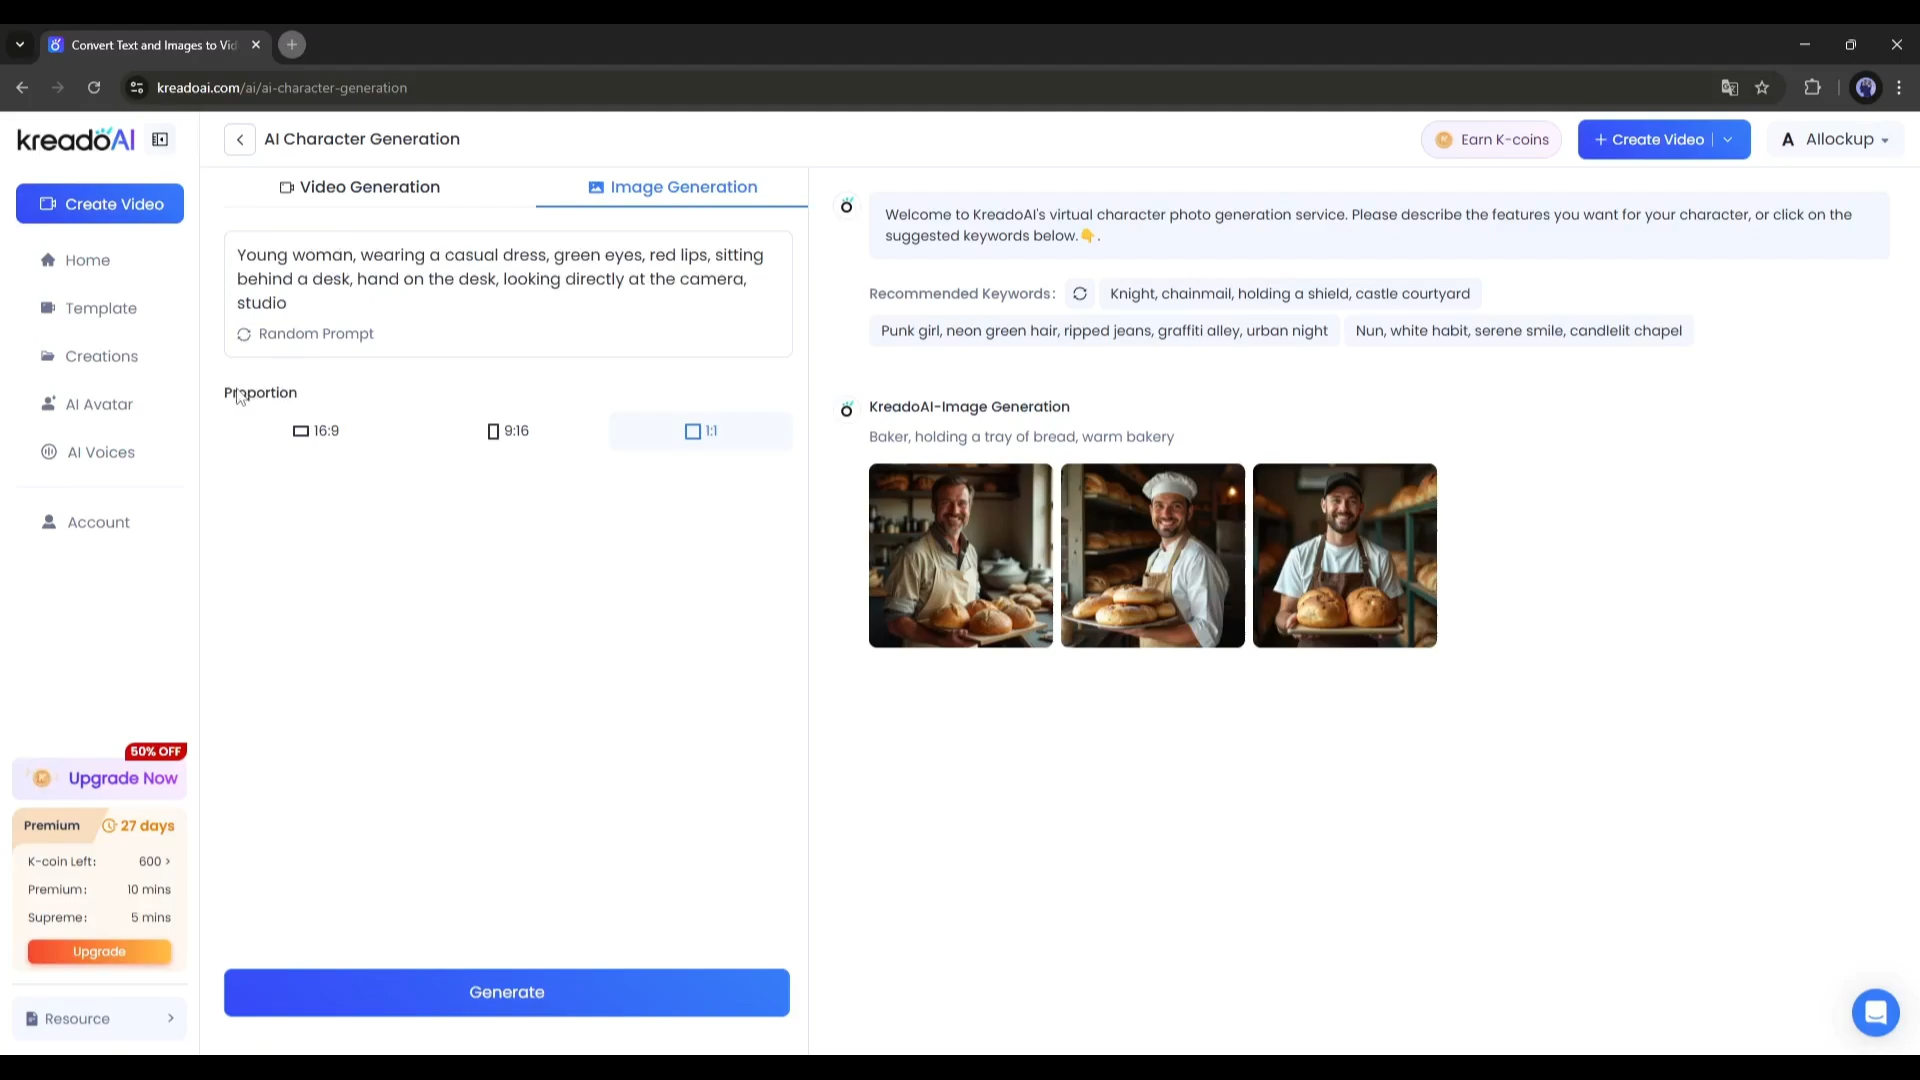 Convert Text and Images to Vid
kreadoai.com/ai/ai-character-generation
kreadoAI
AI Character Generation
Earn K-coins
+ Create Video
A Allockup
Create Video
Home
Template
Creations
AI Avatar
AI Voices
Account
50% OFF
Upgrade Now
Premium 27 days
K-coin Left: 600 >
Premium: 10 mins
Supreme: 5 mins
Upgrade
Resource
Video Generation
Image Generation
Young woman, wearing a casual dress, green eyes, red lips, sitting
behind a desk, hand on the desk, looking directly at the camera,
studio
Random Prompt
Proportion
16:9
9:16
1:1
Generate
Welcome to KreadoAI's virtual character photo generation service. Please describe the features you want for your character, or click on the
suggested keywords below.👇.
Recommended Keywords: Knight, chainmail, holding a shield, castle courtyard
Punk girl, neon green hair, ripped jeans, graffiti alley, urban night
Nun, white habit, serene smile, candlelit chapel
KreadoAI-Image Generation
Baker, holding a tray of bread, warm bakery